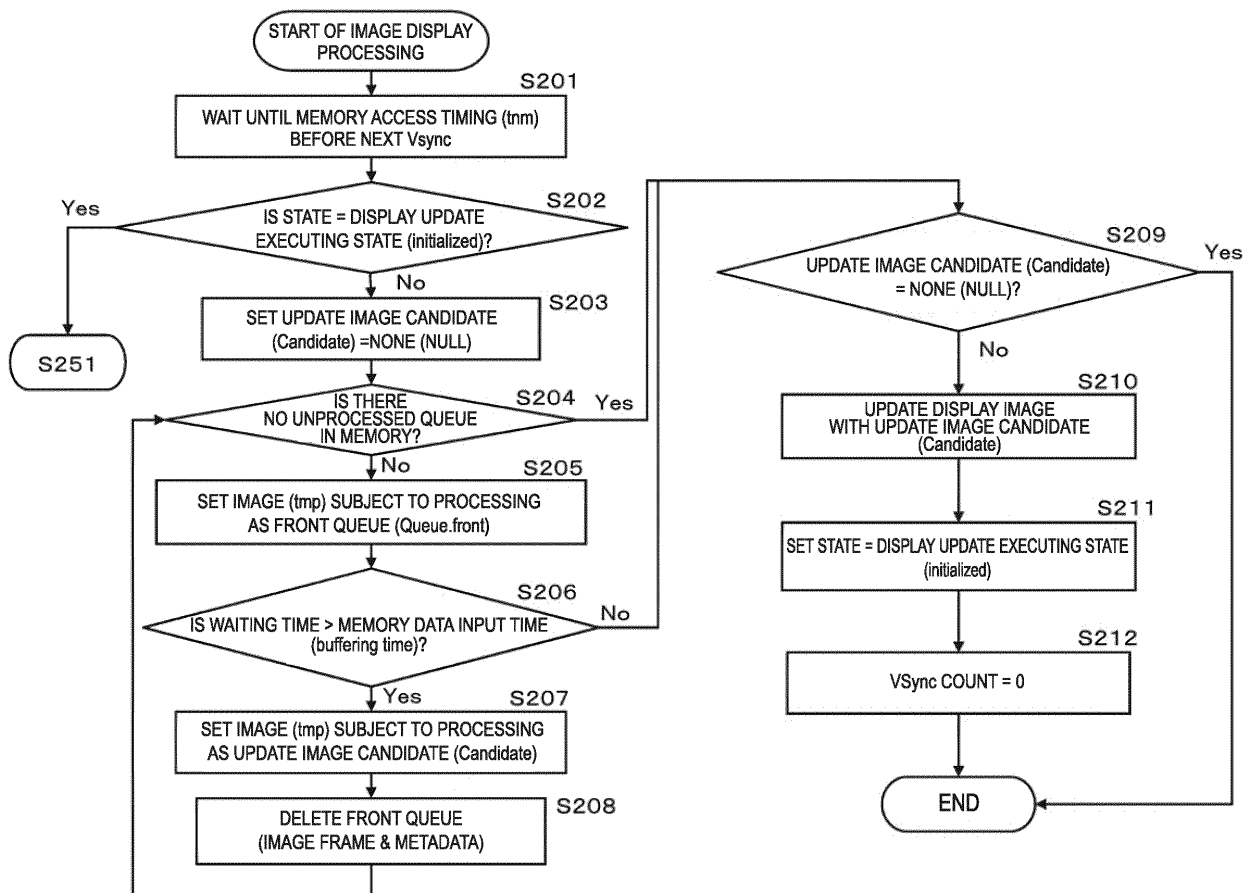 START OF IMAGE DISPLAY
PROCESSING
S201
WAIT UNTIL MEMORY ACCESS TIMING (tnm)
BEFORE NEXT Vsync
S202
Yes
IS STATE = DISPLAY UPDATE
EXECUTING STATE (initialized)?
No
S203
SET UPDATE IMAGE CANDIDATE
(Candidate) =NONE (NULL)
S251
S204
IS THERE
NO UNPROCESSED QUEUE
IN MEMORY?
Yes
No
S205
SET IMAGE (tmp) SUBJECT TO PROCESSING
AS FRONT QUEUE (Queue.front)
S206
IS WAITING TIME > MEMORY DATA INPUT TIME
(buffering time)?
No
Yes
S207
SET IMAGE (tmp) SUBJECT TO PROCESSING
AS UPDATE IMAGE CANDIDATE (Candidate)
S208
DELETE FRONT QUEUE
(IMAGE FRAME & METADATA)
S209
UPDATE IMAGE CANDIDATE (Candidate)
= NONE (NULL)?
Yes
No
S210
UPDATE DISPLAY IMAGE
WITH UPDATE IMAGE CANDIDATE
(Candidate)
S211
SET STATE = DISPLAY UPDATE EXECUTING STATE
(initialized)
S212
VSync COUNT = 0
END